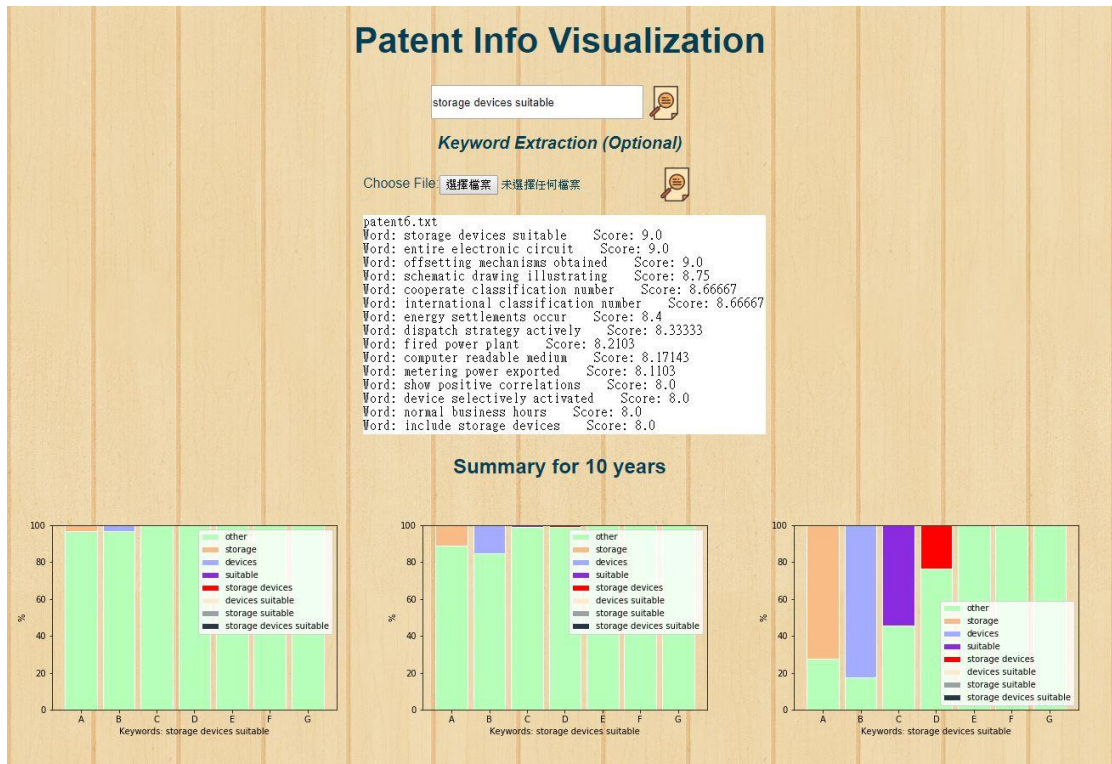 Patent Info Visualization
storage devices suitable
Keyword Extraction (Optional)
Choose File: 選擇檔案 未選擇任何檔案
patent6.txt
Word: storage devices suitable Score: 9.0
Word: entire electronic circuit Score: 9.0
Word: offsetting mechanisms obtained Score: 9.0
Word: schematic drawing illustrating Score: 8.75
Word: cooperate classification number Score: 8.66667
Word: international classification number Score: 8.66667
Word: energy settlements occur Score: 8.4
Word: dispatch strategy actively Score: 8.33333
Word: fired power plant Score: 8.2103
Word: computer readable medium Score: 8.17143
Word: metering power exported Score: 8.1103
Word: show positive correlations Score: 8.0
Word: device selectively activated Score: 8.0
Word: normal business hours Score: 8.0
Word: include storage devices Score: 8.0
Summary for 10 years
100
80
60
40
20
0
%
other
storage
devices
suitable
storage devices
devices suitable
storage suitable
storage devices suitable
A B C D E F G
Keywords: storage devices suitable
100
80
60
40
20
0
%
other
storage
devices
suitable
storage devices
devices suitable
storage suitable
storage devices suitable
A B C D E F G
Keywords: storage devices suitable
100
80
60
40
20
0
%
other
storage
devices
suitable
storage devices
devices suitable
storage suitable
storage devices suitable
A B C D E F G
Keywords: storage devices suitable